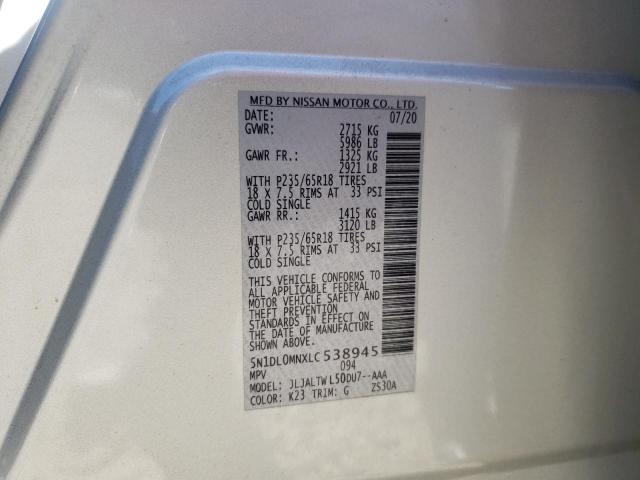 MFD BY NISSAN MOTOR CO., LTD.
DATE: 07/20
GVWR: 2715 KG
5986 LB
GAWR FR.: 1325 KG
2921 LB
WITH P235/65R18 TIRES
18 X 7.5 RIMS AT 33 PSI
COLD SINGLE
GAWR RR.: 1415 KG
3120 LB
WITH P235/65R18 TIRES
18 X 7.5 RIMS AT 33 PSI
COLD SINGLE
THIS VEHICLE CONFORMS TO
ALL APPLICABLE FEDERAL
MOTOR VEHICLE SAFETY AND
THEFT PREVENTION
STANDARDS IN EFFECT ON
THE DATE OF MANUFACTURE
SHOWN ABOVE.
5N1DL0MNXLC538945
MPV 094
MODEL: JLJALTWL50DU7--AAA
COLOR: K23 TRIM: G ZS30A